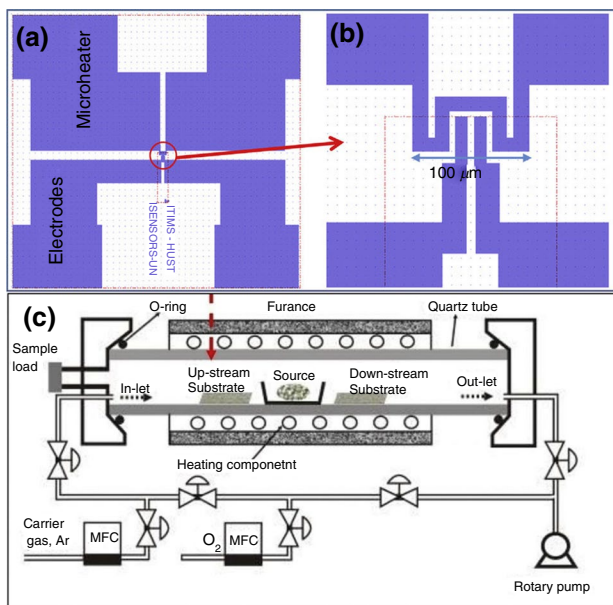 (a)
Microheater
Electrodes
SENSORS-UN
ITIMS - HUST
(b)
100 μm
(c)
O-ring
Furance
Quartz tube
Sample
load
In-let
Up-stream
Substrate
Source
Down-stream
Substrate
Out-let
Heating componetnt
Carrier
gas, Ar
MFC
O2
MFC
Rotary pump